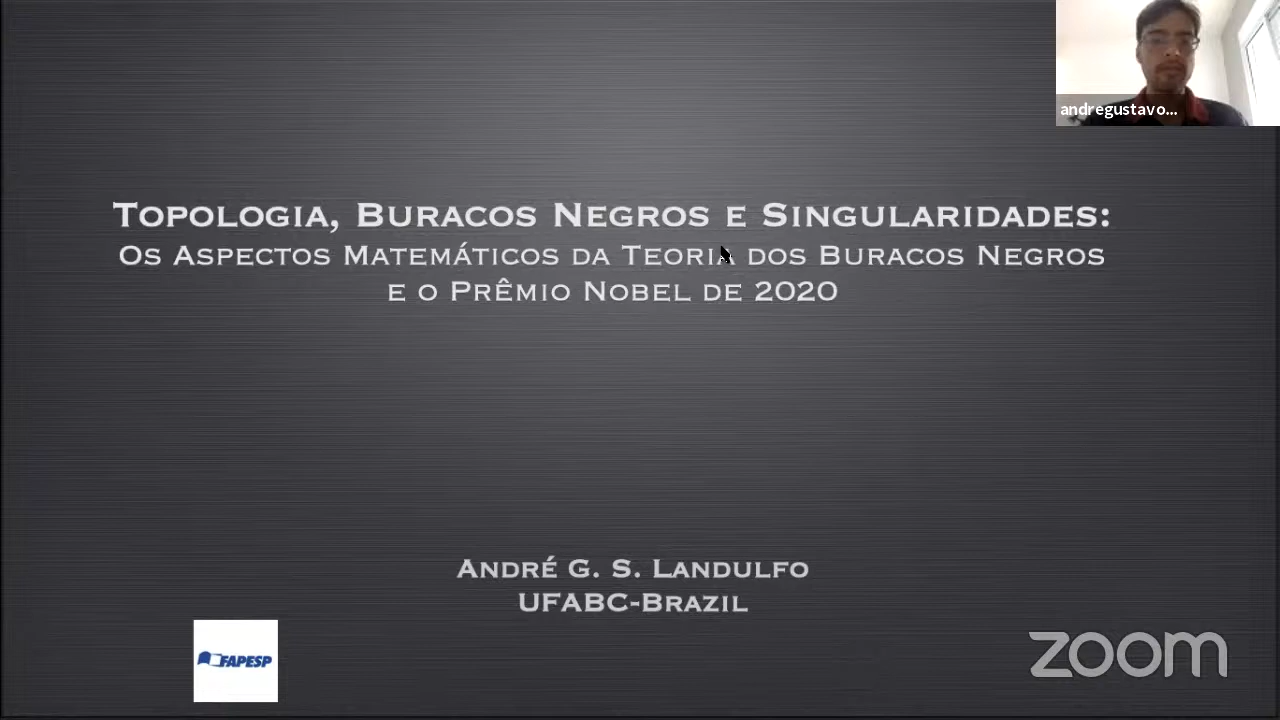 andregustavo...
TOPOLOGIA, BURACOS NEGROS E SINGULARIDADES:
OS ASPECTOS MATEMÁTICOS DA TEORIA DOS BURACOS NEGROS
E O PRÊMIO NOBEL DE 2020
ANDRÉ G. S. LANDULFO
UFABC-BRAZIL
FAPESP
zoom